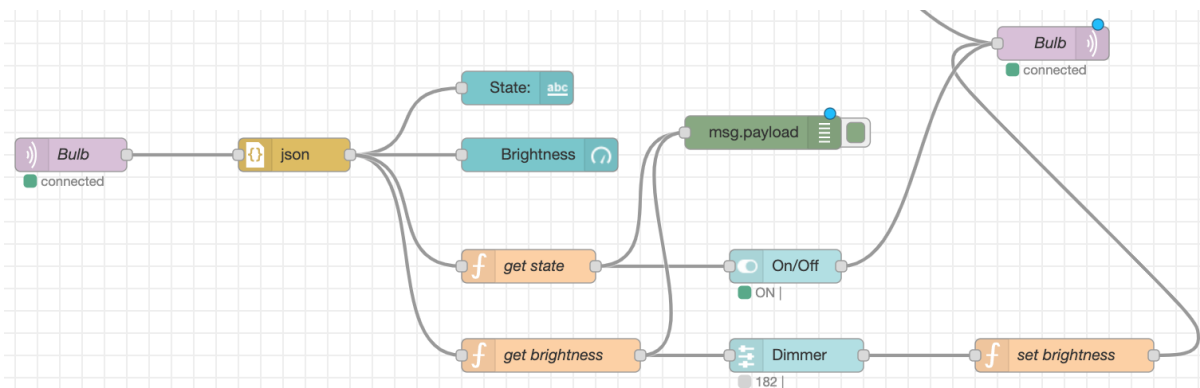 Bulb
connected
State:
abc
msg.payload
Bulb
connected
{} json
Brightness
f get state
On/Off
ON |
f get brightness
Dimmer
182 |
f set brightness